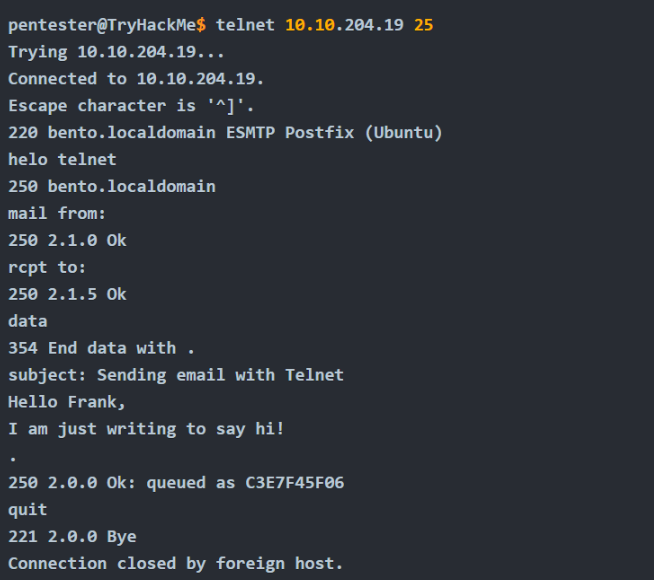 pentester@TryHackMe$ telnet 10.10.204.19 25
Trying 10.10.204.19...
Connected to 10.10.204.19.
Escape character is '^]'.
220 bento.localdomain ESMTP Postfix (Ubuntu)
helo telnet
250 bento.localdomain
mail from:
250 2.1.0 Ok
rcpt to:
250 2.1.5 Ok
data
354 End data with .
subject: Sending email with Telnet
Hello Frank,
I am just writing to say hi!
.
250 2.0.0 Ok: queued as C3E7F45F06
quit
221 2.0.0 Bye
Connection closed by foreign host.